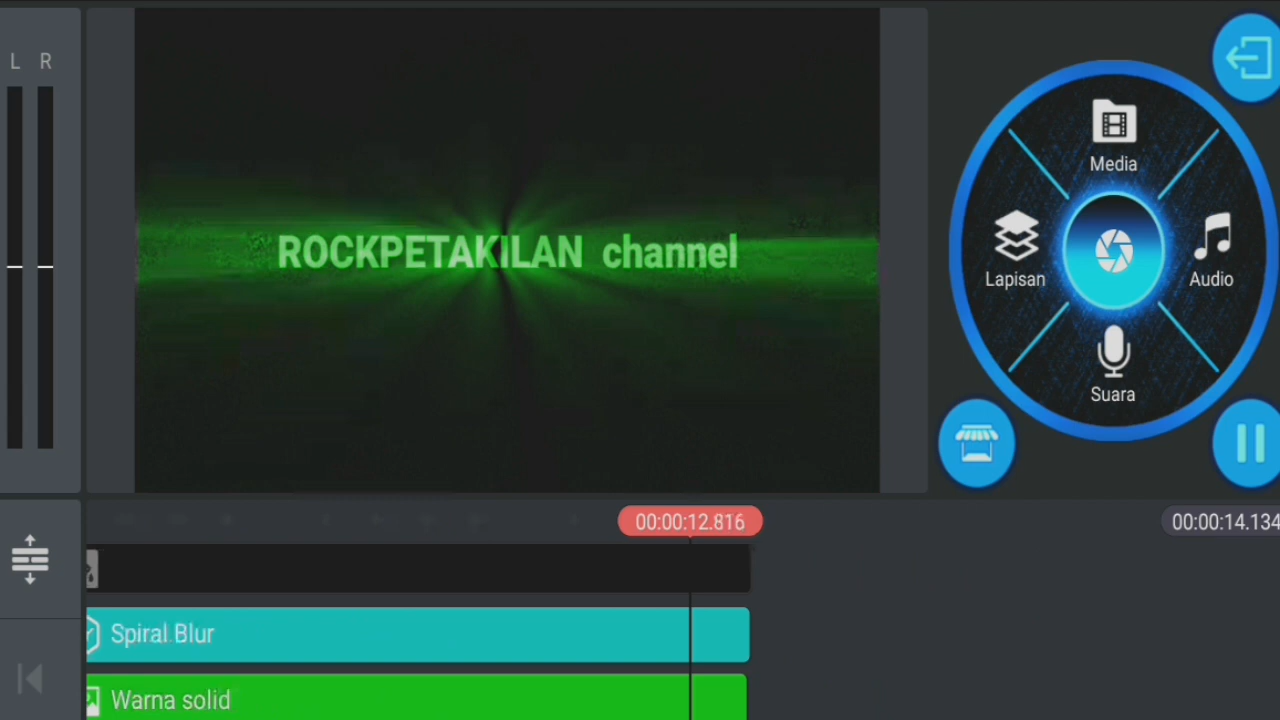 L R
ROCKPETAKILAN channel
Media
Lapisan
Audio
Suara
00:00:12.816
00:00:14.134
Spiral Blur
Warna solid